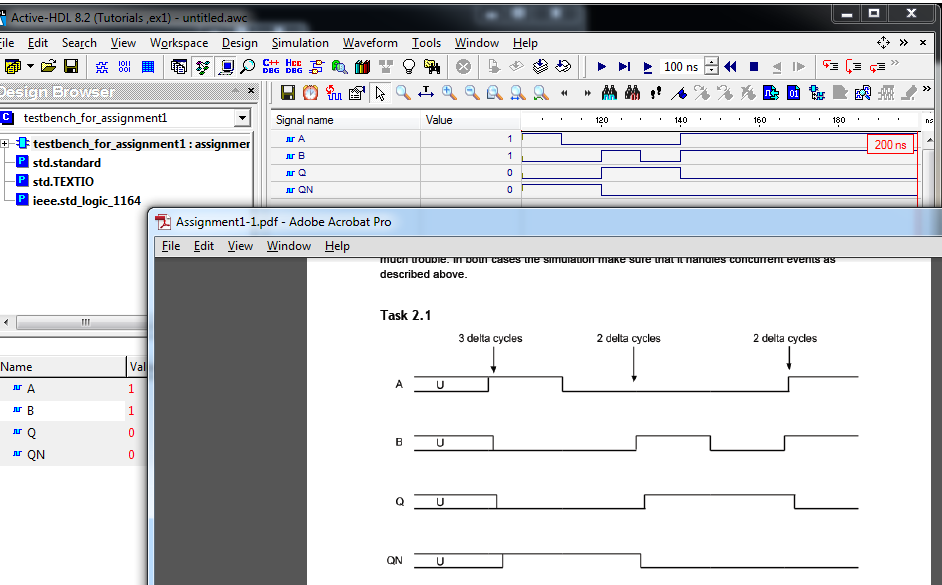 Active-HDL 8.2 (Tutorials ,ex1) - untitled.awc
File Edit Search View Workspace Design Simulation Waveform Tools Window Help
C++ DBG HCC DBG 100 ns
Design Browser
testbench_for_assignment1
testbench_for_assignment1 : assignmer
std.standard
std.TEXTIO
ieee.std_logic_1164
Signal name Value 120 140 160 180 ns
A 1
200 ns
B 1
Q 0
QN 0
Assignment1-1.pdf - Adobe Acrobat Pro
File Edit View Window Help
much trouble. In both cases the simulation make sure that it handles concurrent events as
described above.
Task 2.1
3 delta cycles 2 delta cycles 2 delta cycles
A U
B U
Q U
QN U
Name Val
A 1
B 1
Q 0
QN 0